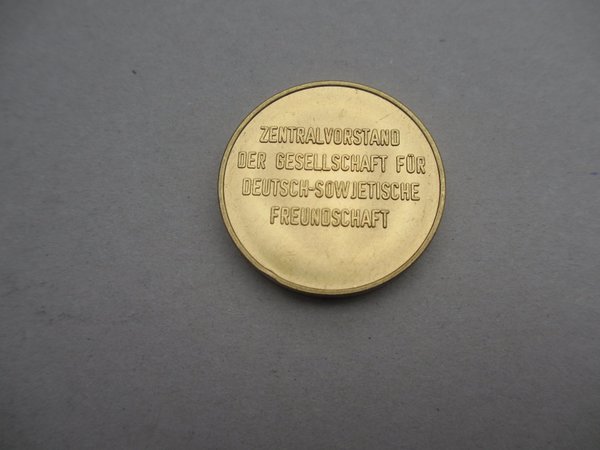 ZENTRALVORSTAND
DER GESELLSCHAFT FÜR
DEUTSCH-SOWJETISCHE
FREUNDSCHAFT